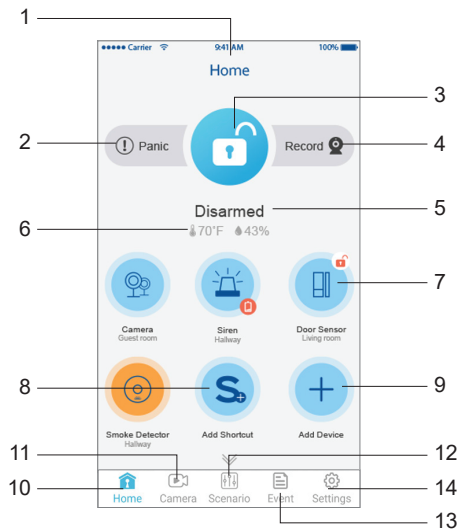 1
Carrier 9:41 AM 100%
Home
3
2
Panic
Record
4
Disarmed
5
6
70°F 43%
7
Camera
Guest room
Siren
Hallway
Door Sensor
Living room
8
S
9
Smoke Detector
Hallway
Add Shortcut
Add Device
11
12
10
Home
Camera
Scenario
Event
Settings
14
13